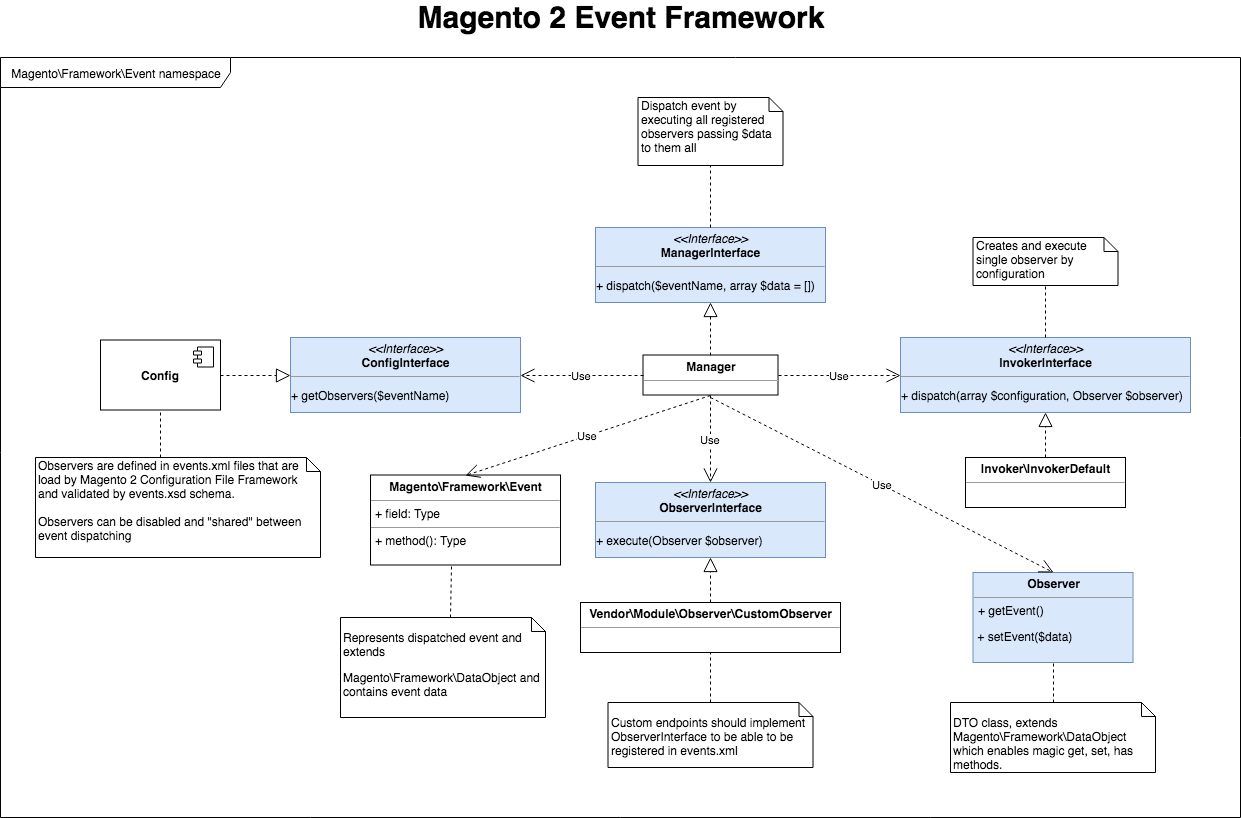 Magento 2 Event Framework
Magento\Framework\Event namespace
Dispatch event by
executing all registered
observers passing $data
to them all
<<Interface>>
ManagerInterface
+ dispatch($eventName, array $data = [])
Creates and execute
single observer by
configuration
Config
<<Interface>>
ConfigInterface
+ getObservers($eventName)
Use
Manager
Use
<<Interface>>
InvokerInterface
+ dispatch(array $configuration, Observer $observer)
Observers are defined in events.xml files that are
load by Magento 2 Configuration File Framework
and validated by events.xsd schema.
Observers can be disabled and "shared" between
event dispatching
Use
Use
Use
Invoker\InvokerDefault
Magento\Framework\Event
+ field: Type
+ method(): Type
<<Interface>>
ObserverInterface
+ execute(Observer $observer)
Observer
+ getEvent()
+ setEvent($data)
Represents dispatched event and
extends
Magento\Framework\DataObject and
contains event data
Vendor\Module\Observer\CustomObserver
Custom endpoints should implement
ObserverInterface to be able to be
registered in events.xml
DTO class, extends
Magento\Framework\DataObject
which enables magic get, set, has
methods.